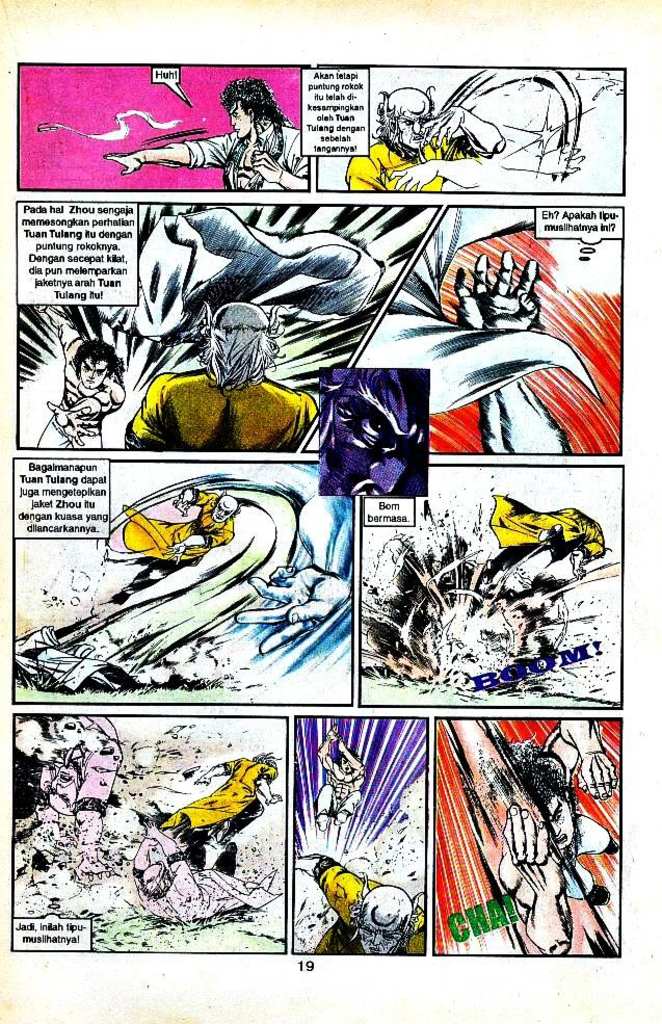 Huh!
Akan tetapi
puntung rokok
itu telah di-
kesampingkan
oleh Tuan
Tulang dengan
sebelah
tangannya!
Pada hal Zhou sengaja
memesongkan perhalian
Tuan Tulang itu dengan
puntung rokoknya.
Dengan secepat kilat,
dia pun melemparkan
jaketnya arah Tuan
Tulang itu!
Eh? Apakah tipu-
muslihatnya ini?
Bagaimanapun
Tuan Tulang dapat
juga mengetepikan
jaket Zhou itu
dengan kuasa yang
dilancarkannya.
Bom
bermasa.
BOOM!
Jadi, inilah tipu-
muslihatnya!
CHA!
19